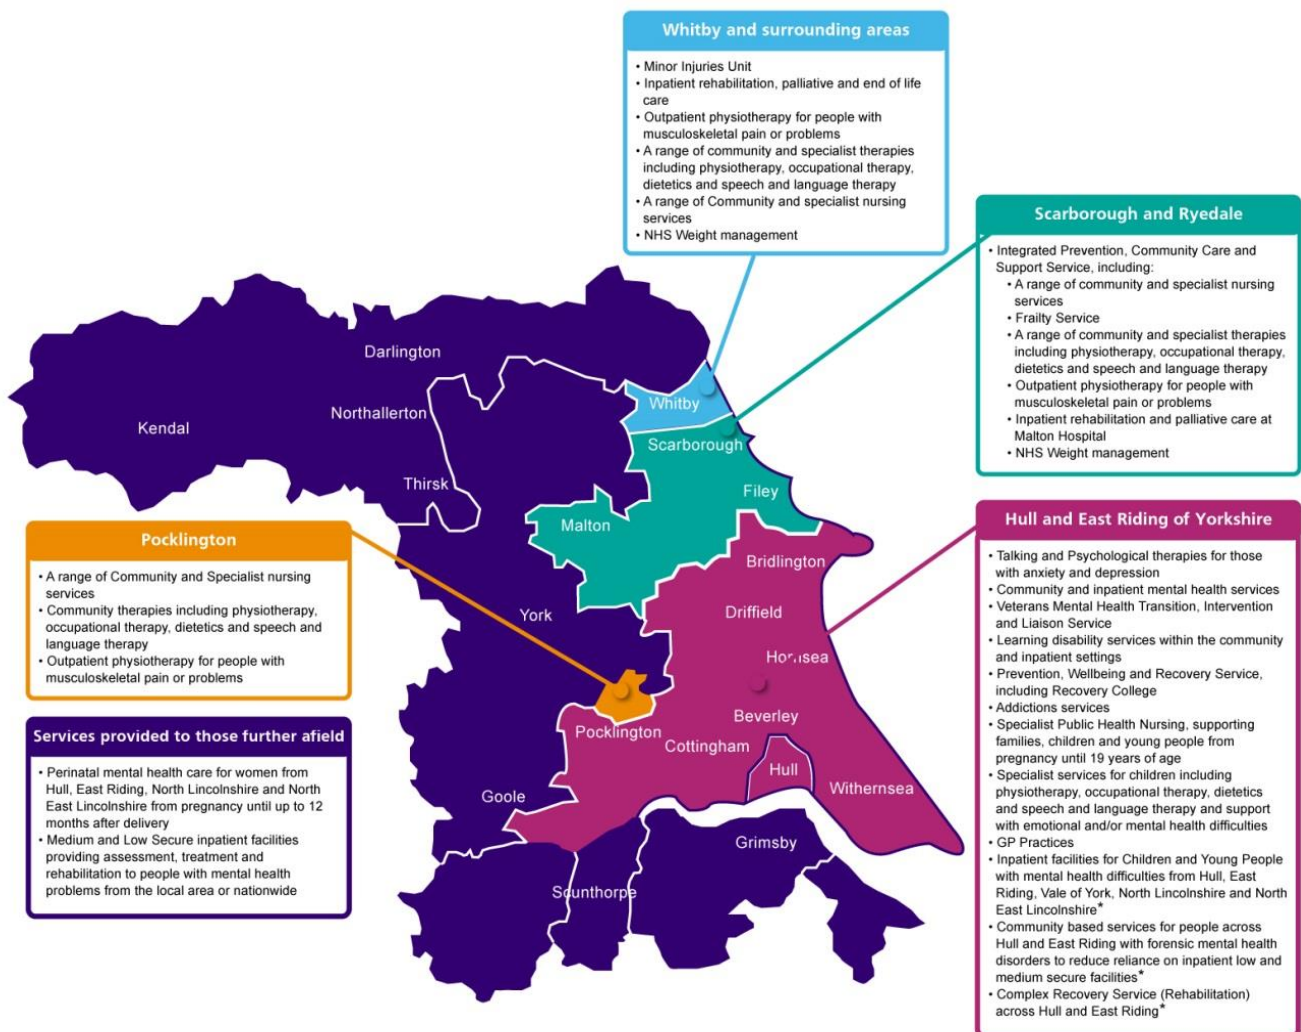 Whitby and surrounding areas
• Minor Injuries Unit
• Inpatient rehabilitation, palliative and end of life
care
• Outpatient physiotherapy for people with
musculoskeletal pain or problems
• A range of community and specialist therapies
including physiotherapy, occupational therapy,
dietetics and speech and language therapy
• A range of Community and specialist nursing
services
• NHS Weight management
Scarborough and Ryedale
• Integrated Prevention, Community Care and
Support Service, including:
• A range of community and specialist nursing
services
• Frailty Service
• A range of community and specialist therapies
including physiotherapy, occupational therapy,
dietetics and speech and language therapy
• Outpatient physiotherapy for people with
musculoskeletal pain or problems
• Inpatient rehabilitation and palliative care at
Malton Hospital
• NHS Weight management
Darlington
Kendal
Northallerton
Whitby
Scarborough
Thirsk
Filey
Malton
Bridlington
York
Driffield
Hornsea
Pocklington
Beverley
Cottingham
Hull
Withernsea
Goole
Grimsby
Scunthorpe
Pocklington
• A range of Community and Specialist nursing
services
• Community therapies including physiotherapy,
occupational therapy, dietetics and speech and
language therapy
• Outpatient physiotherapy for people with
musculoskeletal pain or problems
Services provided to those further afield
• Perinatal mental health care for women from
Hull, East Riding, North Lincolnshire and North
East Lincolnshire from pregnancy until up to 12
months after delivery
• Medium and Low Secure inpatient facilities
providing assessment, treatment and
rehabilitation to people with mental health
problems from the local area or nationwide
Hull and East Riding of Yorkshire
• Talking and Psychological therapies for those
with anxiety and depression
• Community and inpatient mental health services
• Veterans Mental Health Transition, Intervention
and Liaison Service
• Learning disability services within the community
and inpatient settings
• Prevention, Wellbeing and Recovery Service,
including Recovery College
• Addictions services
• Specialist Public Health Nursing, supporting
families, children and young people from
pregnancy until 19 years of age
• Specialist services for children including
physiotherapy, occupational therapy, dietetics
and speech and language therapy and support
with emotional and/or mental health difficulties
• GP Practices
• Inpatient facilities for Children and Young People
with mental health difficulties from Hull, East
Riding, Vale of York, North Lincolnshire and North
East Lincolnshire*
• Community based services for people across
Hull and East Riding with forensic mental health
disorders to reduce reliance on inpatient low and
medium secure facilities*
• Complex Recovery Service (Rehabilitation)
across Hull and East Riding*